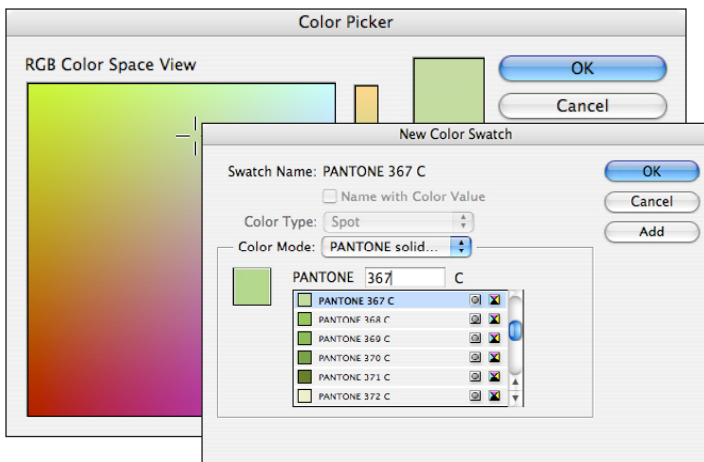 Color Picker
RGB Color Space View
OK
Cancel
New Color Swatch
Swatch Name: PANTONE 367 C
OK
Name with Color Value
Cancel
Color Type: Spot
Add
Color Mode: PANTONE solid...
PANTONE 367 C
PANTONE 367 C
PANTONE 368 C
PANTONE 369 C
PANTONE 370 C
PANTONE 371 C
PANTONE 372 C